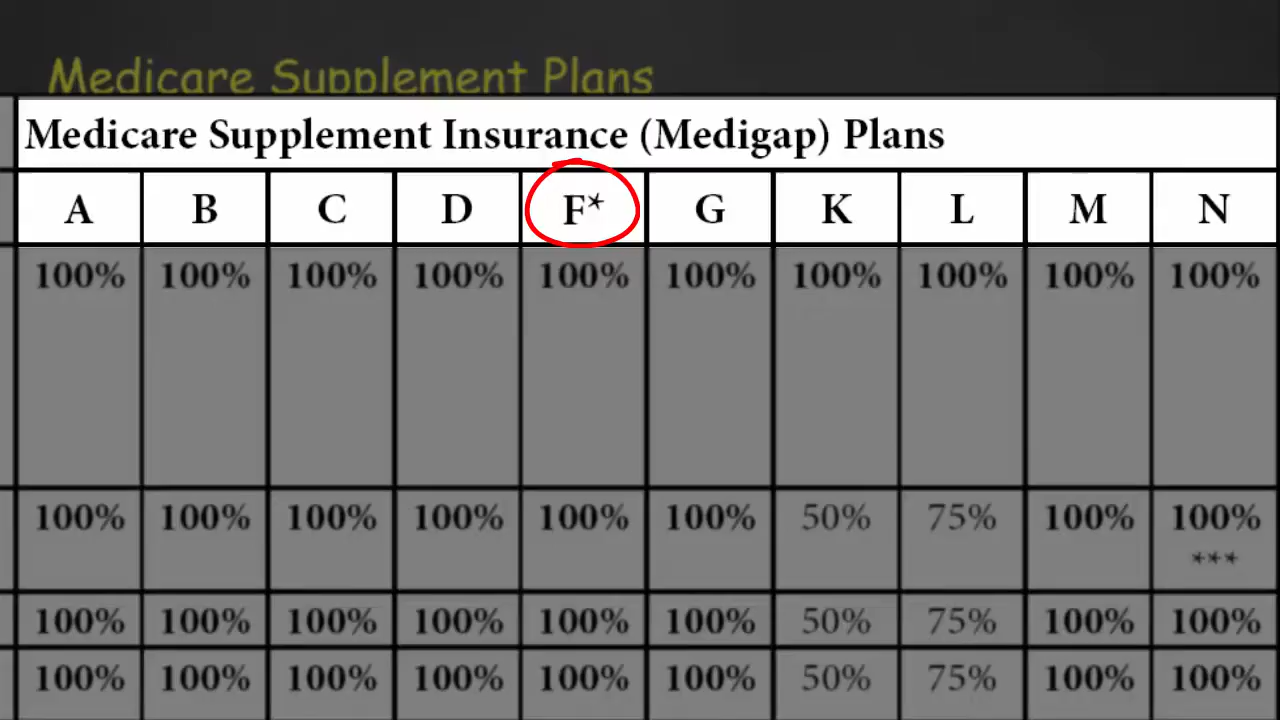 Medicare Supplement Plans
Medicare Supplement Insurance (Medigap) Plans
A B C D F* G K L M N
100% 100% 100% 100% 100% 100% 100% 100% 100% 100%
100% 100% 100% 100% 100% 100% 50% 75% 100% 100%
***
100% 100% 100% 100% 100% 100% 50% 75% 100% 100%
100% 100% 100% 100% 100% 100% 50% 75% 100% 100%